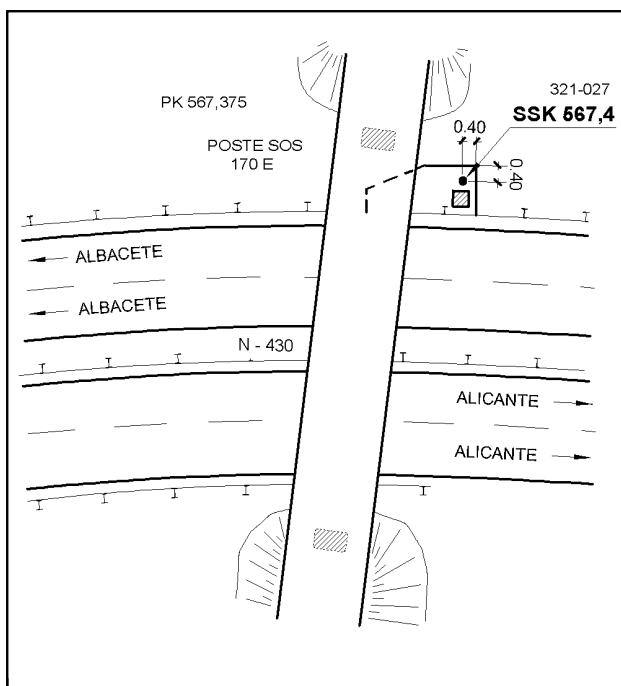 321-027
PK 567,375
SSK 567,4
0.40
POSTE SOS
170 E
0.40
ALBACETE
ALBACETE
N - 430
ALICANTE
ALICANTE